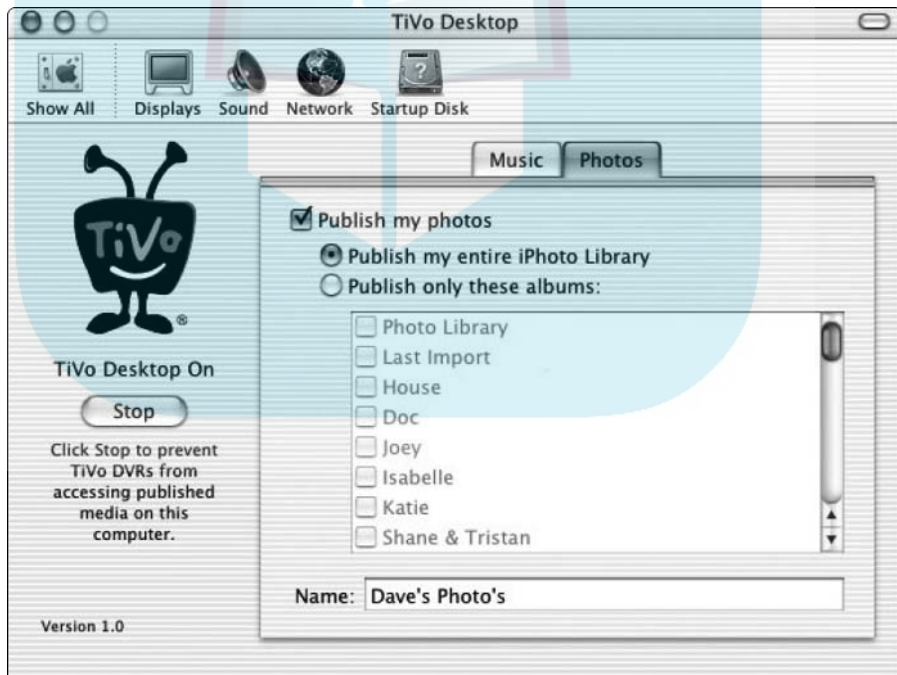 TiVo Desktop
Show All Displays Sound Network Startup Disk
Music Photos
TiVo
®
TiVo Desktop On
Stop
Click Stop to prevent
TiVo DVRs from
accessing published
media on this
computer.
Version 1.0
Publish my photos
Publish my entire iPhoto Library
Publish only these albums:
Photo Library
Last Import
House
Doc
Joey
Isabelle
Katie
Shane & Tristan
Name: Dave's Photo's